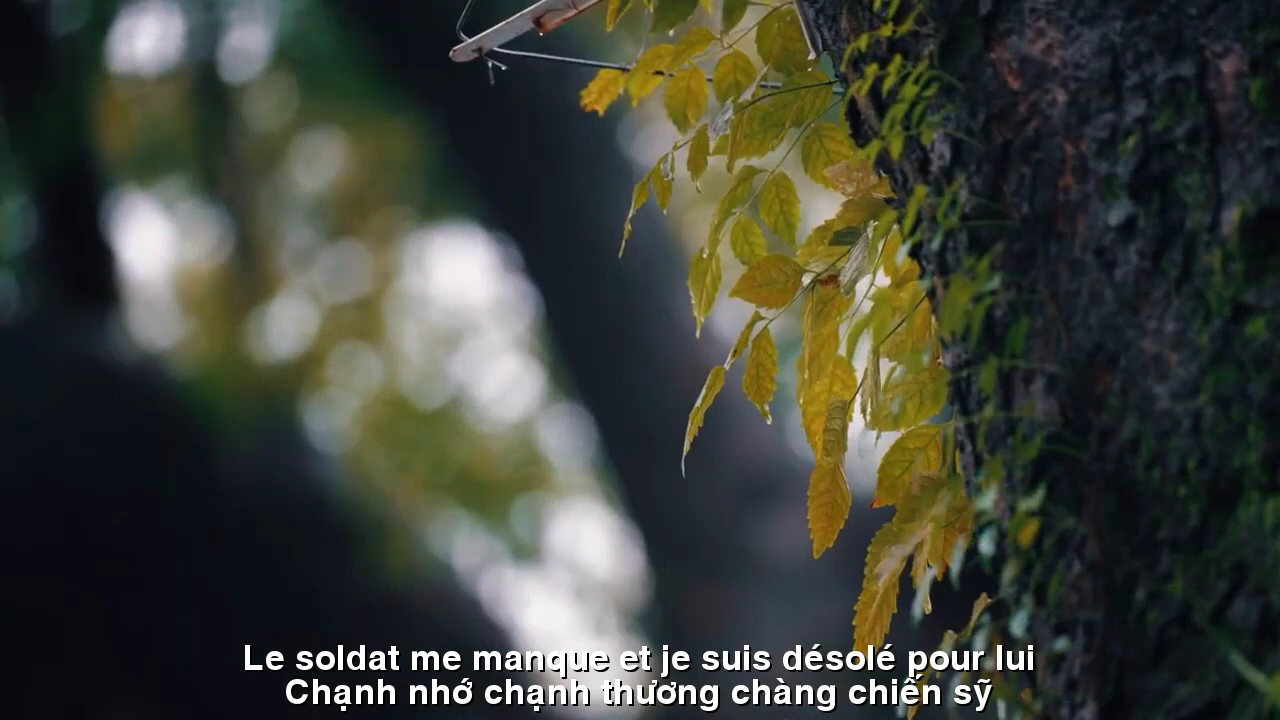 Le soldat me manque et je suis désolé pour lui
Chạnh nhớ chạnh thương chàng chiến sỹ